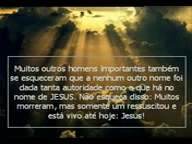 Muitos outros homens importantes também
se esqueceram que a nenhum outro nome foi
dada tanta autoridade como a que há no
nome de JESUS. Não esqueça disso: Muitos
morreram, mas somente um ressuscitou e
está vivo até hoje: Jesus!